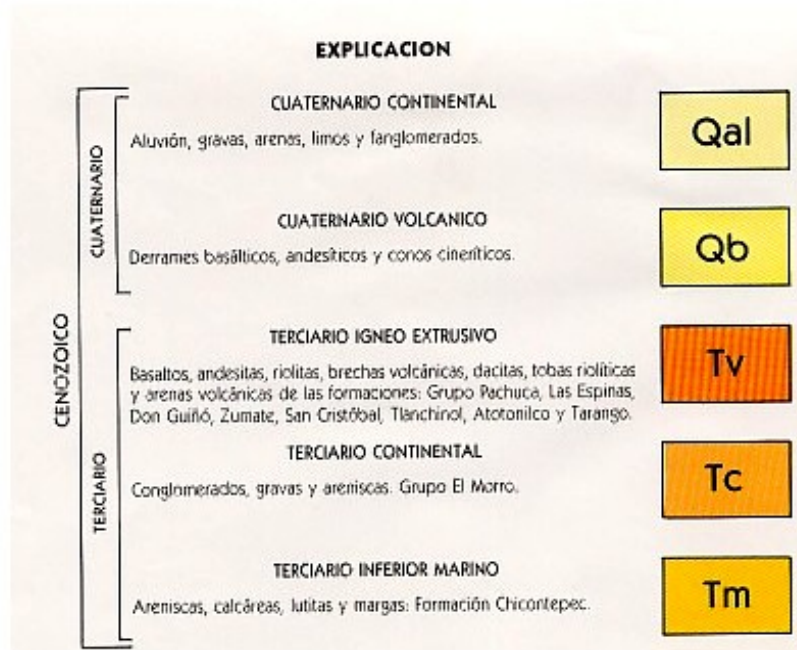 EXPLICACION
CENOZOICO
CUATERNARIO
CUATERNARIO CONTINENTAL
Aluvión, gravas, arenas, limos y fanglomerados.
Qal
CUATERNARIO VOLCANICO
Derrames basálticos, andesíticos y conos cineríticos.
Qb
TERCIARIO
TERCIARIO IGNEO EXTRUSIVO
Basaltos, andesitas, riolitas, brechas volcánicas, dacitas, tobas riolíticas
y arenas volcánicas de las formaciones: Grupo Pachuca, Las Espinas,
Don Guiñó, Zumate, San Cristóbal, Tlanchinol, Atotonilco y Tarango.
Tv
TERCIARIO CONTINENTAL
Conglomerados, gravas y areniscas. Grupo El Morro.
Tc
TERCIARIO INFERIOR MARINO
Areniscas, calcáreas, lutitas y margas: Formación Chicontepec.
Tm